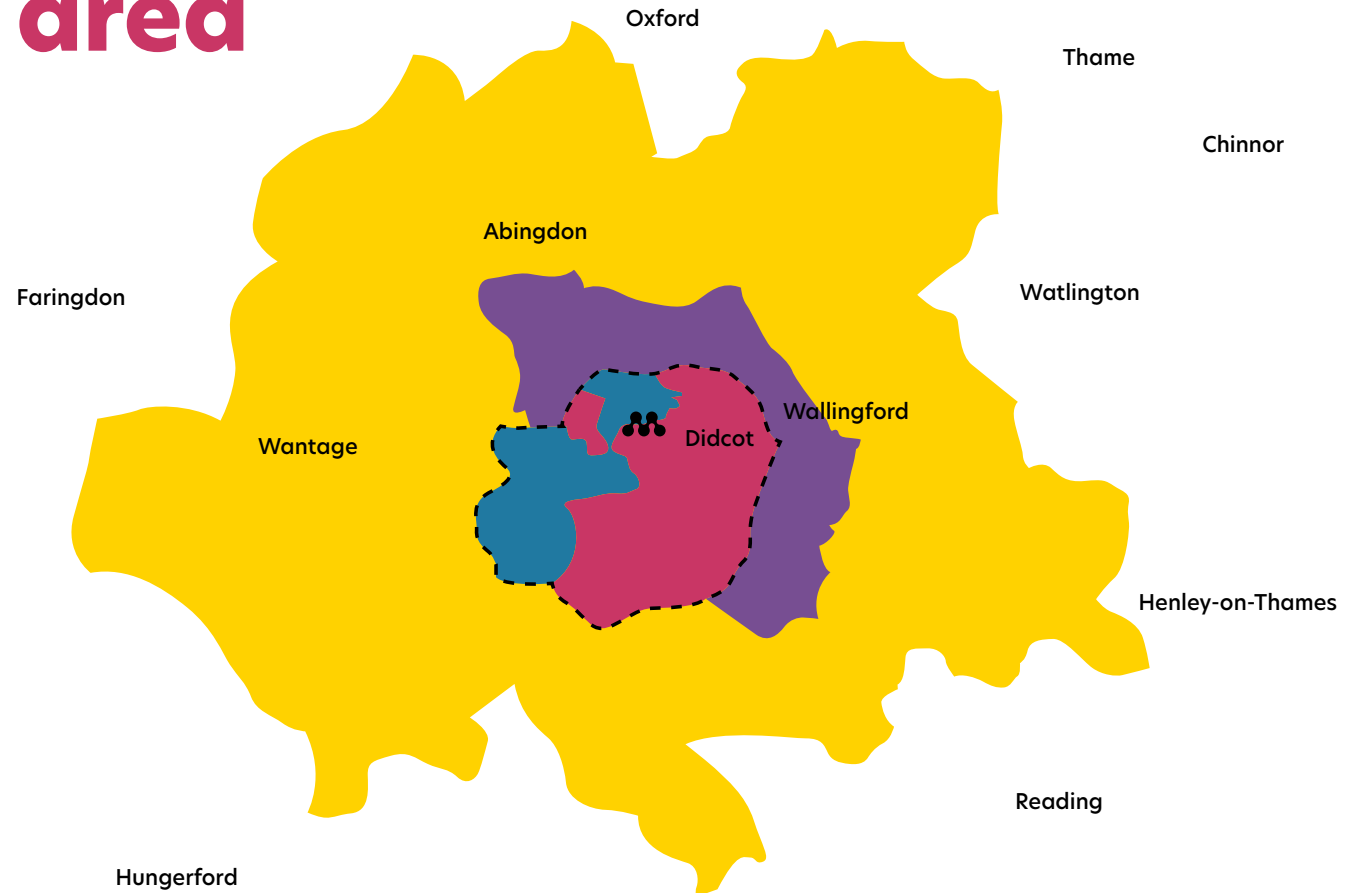 area
Oxford
Thame
Chinnor
Abingdon
Faringdon
Watlington
Wallingford
Didcot
Wantage
Henley-on-Thames
Reading
Hungerford